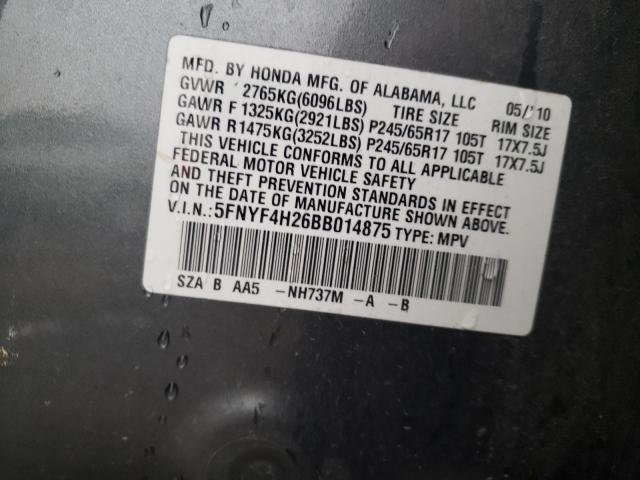 MFD. BY HONDA MFG. OF ALABAMA, LLC 05/'10
GVWR 2765KG(6096LBS) TIRE SIZE RIM SIZE
GAWR F 1325KG(2921LBS) P245/65R17 105T 17X7.5J
GAWR R1475KG(3252LBS) P245/65R17 105T 17X7.5J
THIS VEHICLE CONFORMS TO ALL APPLICABLE
FEDERAL MOTOR VEHICLE SAFETY
AND THEFT PREVENTION STANDARDS IN EFFECT
ON THE DATE OF MANUFACTURE SHOWN ABOVE.
V.I.N.: 5FNYF4H26BB014875 TYPE: MPV
SZA B AA5 -NH737M -A -B